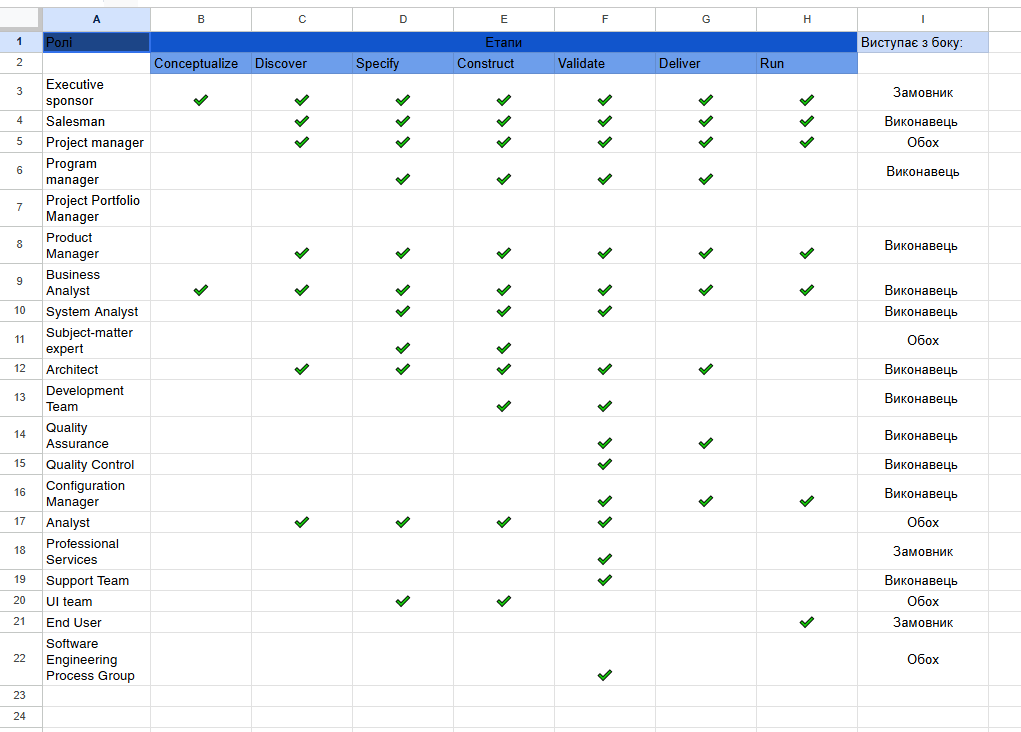 A B C D E F G H I
1 Ролі Етапи Виступає з боку:
2 Conceptualize Discover Specify Construct Validate Deliver Run
3 Executive sponsor ✔ ✔ ✔ ✔ ✔ ✔ ✔ Замовник
4 Salesman ✔ ✔ ✔ ✔ ✔ ✔ Виконавець
5 Project manager ✔ ✔ ✔ ✔ ✔ ✔ Обох
6 Program manager ✔ ✔ ✔ ✔ Виконавець
7 Project Portfolio Manager
8 Product Manager ✔ ✔ ✔ ✔ ✔ ✔ Виконавець
9 Business Analyst ✔ ✔ ✔ ✔ ✔ ✔ ✔ Виконавець
10 System Analyst ✔ ✔ ✔ Виконавець
11 Subject-matter expert ✔ ✔ Обох
12 Architect ✔ ✔ ✔ ✔ ✔ Виконавець
13 Development Team ✔ ✔ Виконавець
14 Quality Assurance ✔ ✔ Виконавець
15 Quality Control ✔ Виконавець
16 Configuration Manager ✔ ✔ ✔ Виконавець
17 Analyst ✔ ✔ ✔ ✔ Обох
18 Professional Services ✔ Замовник
19 Support Team ✔ Виконавець
20 UI team ✔ ✔ Обох
21 End User ✔ Замовник
22 Software Engineering Process Group ✔ Обох
23
24